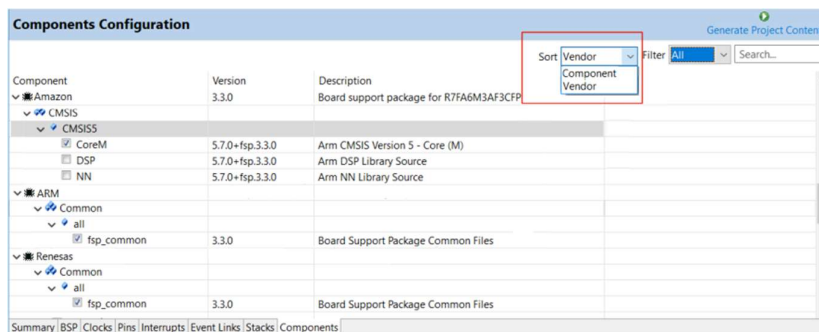 Components Configuration
Generate Project Conten
Sort Vendor Filter All Search...
Component
Vendor
Component Version Description
Amazon 3.3.0 Board support package for R7FA6M3AF3CFP
CMSIS
CMSIS5
CoreM 5.7.0+fsp.3.3.0 Arm CMSIS Version 5 - Core (M)
DSP 5.7.0+fsp.3.3.0 Arm DSP Library Source
NN 5.7.0+fsp.3.3.0 Arm NN Library Source
ARM
Common
all
fsp_common 3.3.0 Board Support Package Common Files
Renesas
Common
all
fsp_common 3.3.0 Board Support Package Common Files
Summary BSP Clocks Pins Interrupts Event Links Stacks Components